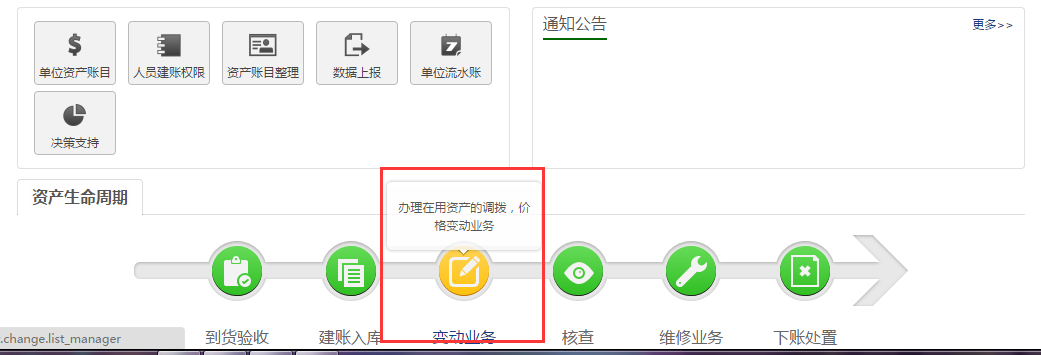 通知公告
更多>>
单位资产账目
人员建账权限
资产账目整理
数据上报
单位流水账
决策支持
资产生命周期
办理在用资产的调拨，价
格变动业务
到货验收
建账入库
变动业务
核查
维修业务
下账处置
.change.list_manager